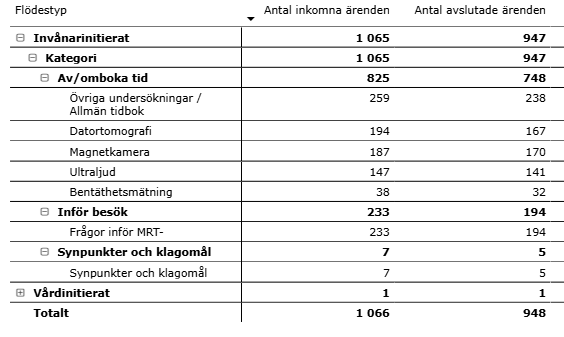 Flödestyp Antal inkomna ärenden Antal avslutade ärenden
Invånarinitierat 1 065 947
Kategori 1 065 947
Av/omboka tid 825 748
Övriga undersökningar / 259 238
Allmän tidbok
Datortomografi 194 167
Magnetkamera 187 170
Ultraljud 147 141
Bentäthetsmätning 38 32
Inför besök 233 194
Frågor inför MRT- 233 194
Synpunkter och klagomål 7 5
Synpunkter och klagomål 7 5
Vårdinitierat 1 1
Totalt 1 066 948